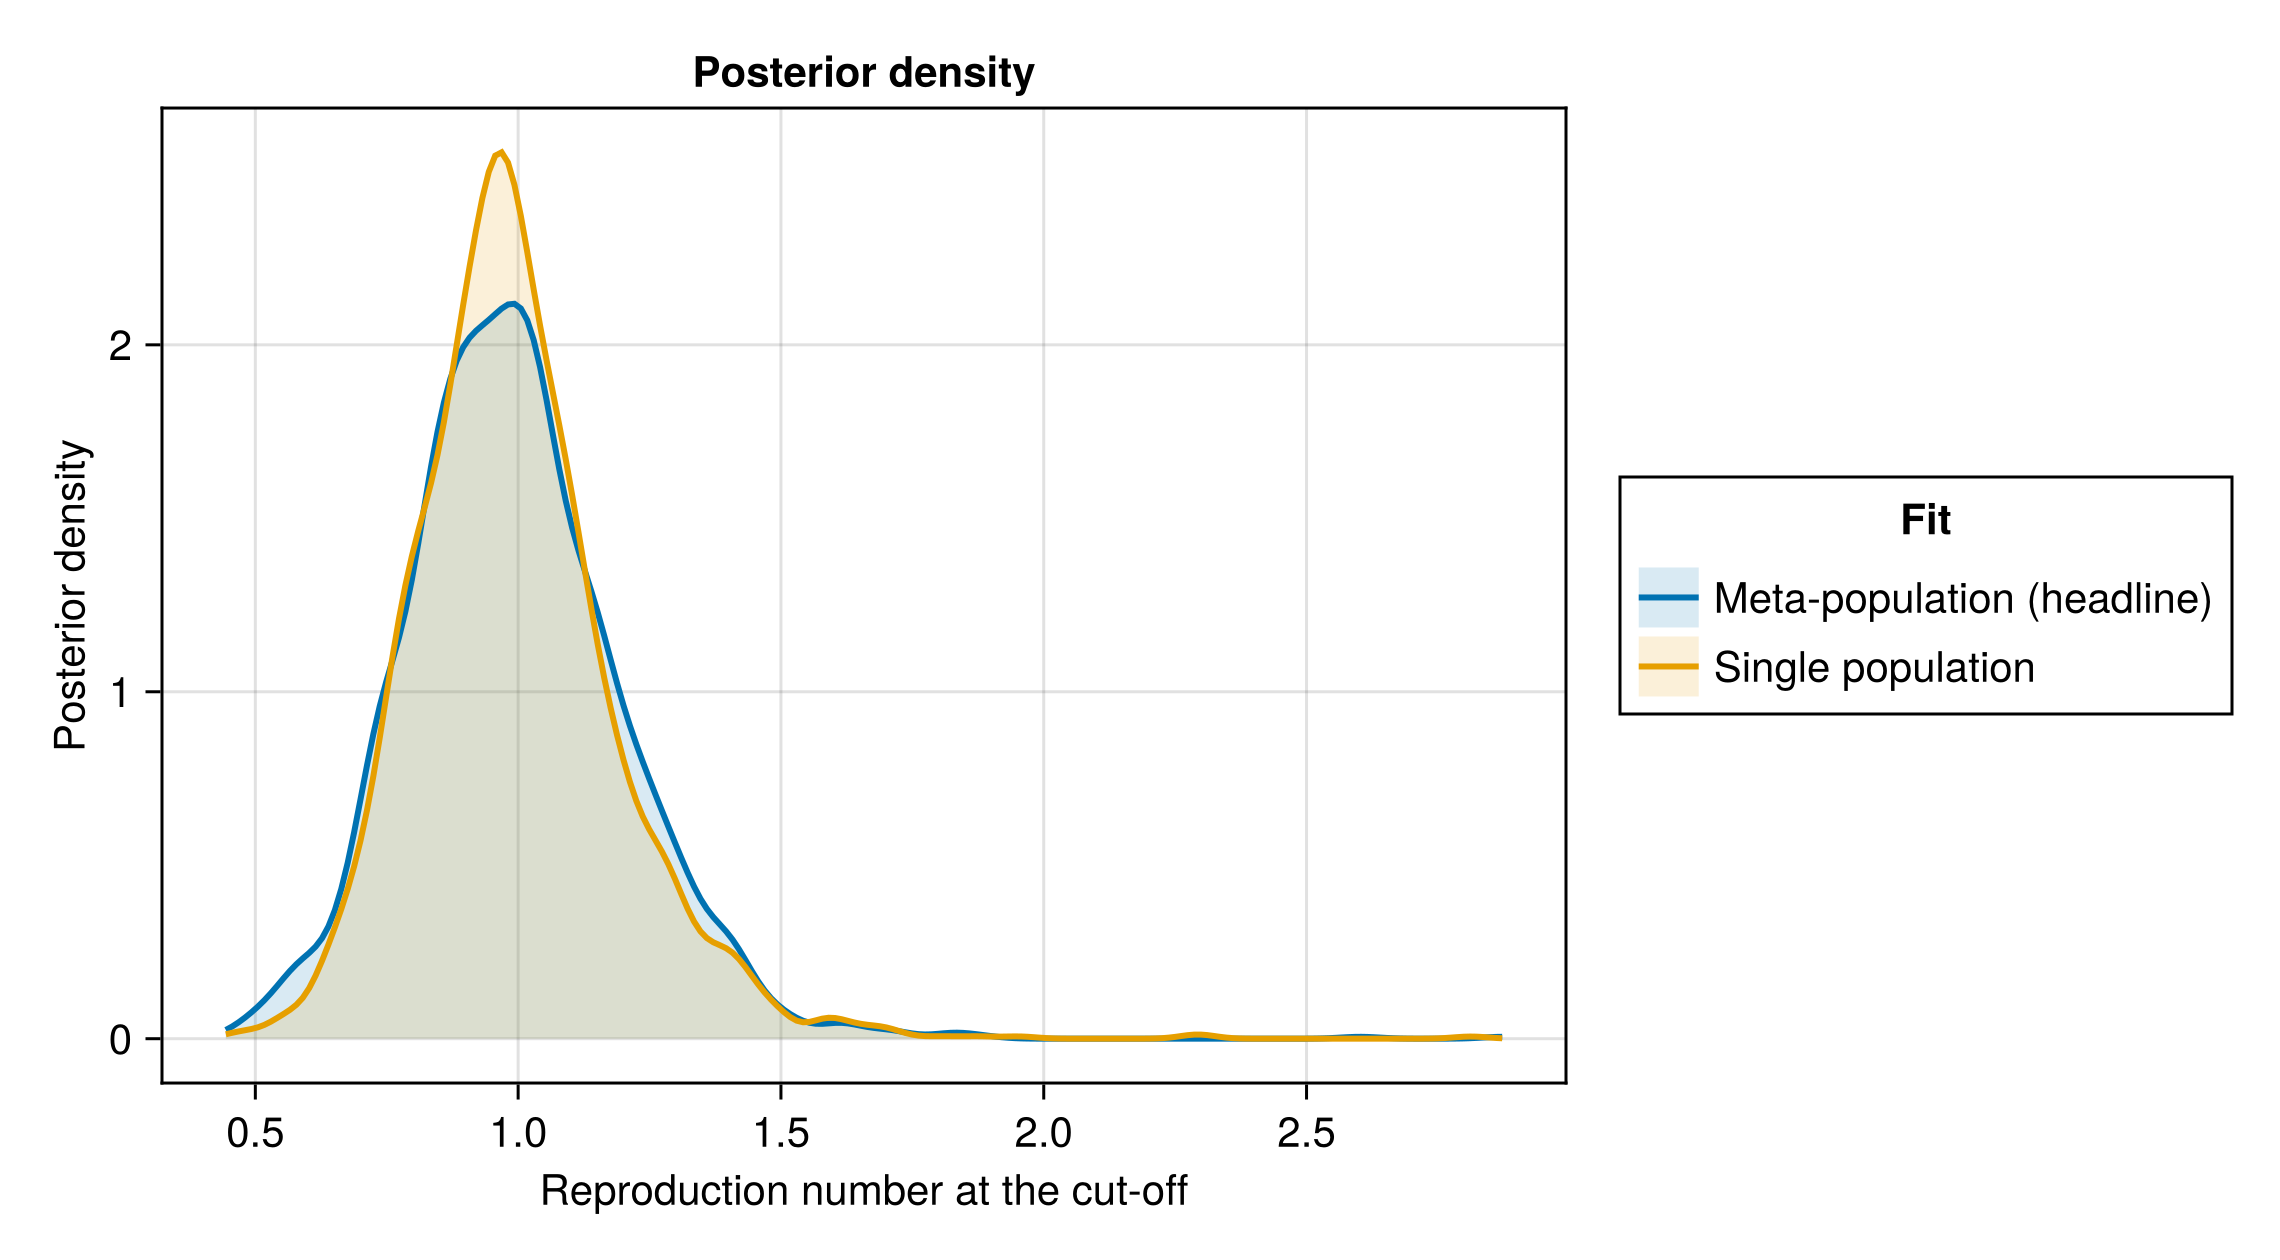 Posterior density
Posterior density
2
1
0
0.5 1.0 1.5 2.0 2.5
Reproduction number at the cut-off
Fit
Meta-population (headline)
Single population